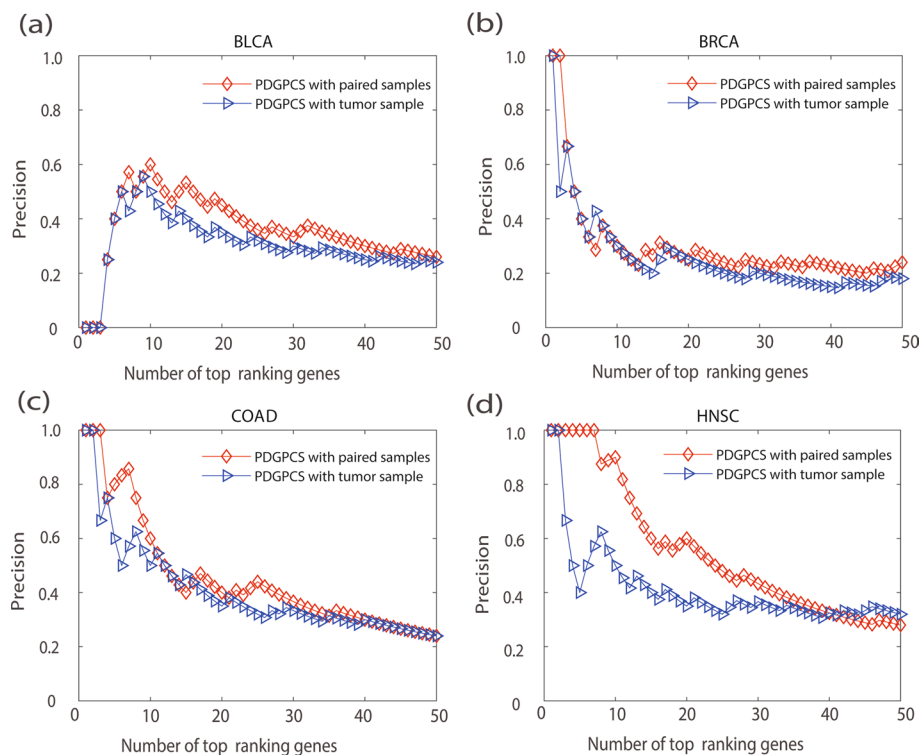 (a)
BLCA
PDGPCS with paired samples
PDGPCS with tumor sample
Precision
1.0
0.8
0.6
0.4
0.2
0
0 10 20 30 40 50
Number of top ranking genes
(b)
BRCA
PDGPCS with paired samples
PDGPCS with tumor sample
Precision
1.0
0.8
0.6
0.4
0.2
0
0 10 20 30 40 50
Number of top ranking genes
(c)
COAD
PDGPCS with paired samples
PDGPCS with tumor sample
Precision
1.0
0.8
0.6
0.4
0.2
0
0 10 20 30 40 50
Number of top ranking genes
(d)
HNSC
PDGPCS with paired samples
PDGPCS with tumor sample
Precision
1.0
0.8
0.6
0.4
0.2
0
0 10 20 30 40 50
Number of top ranking genes